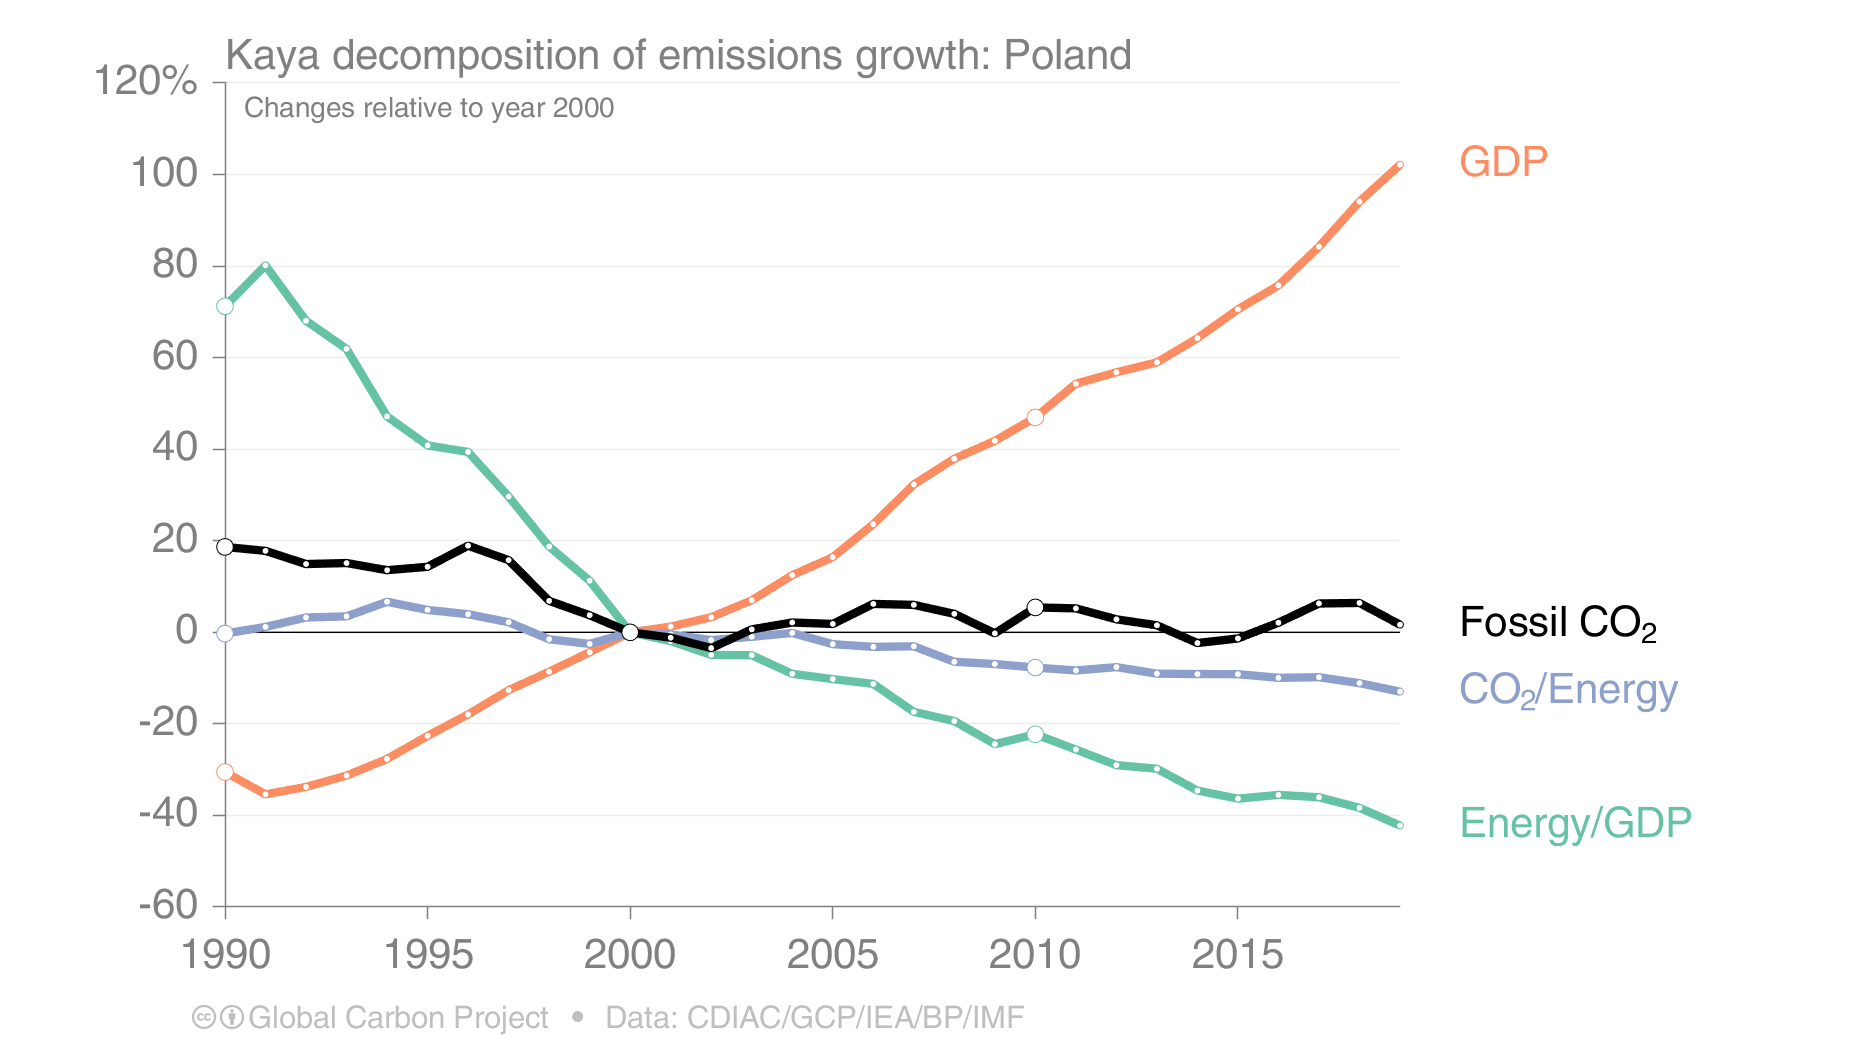 Kaya decomposition of emissions growth: Poland
120%
Changes relative to year 2000
100
80
60
40
20
0
-20
-40
-60
GDP
Fossil CO₂
CO₂/Energy
Energy/GDP
1990 1995 2000 2005 2010 2015
cc Global Carbon Project • Data: CDIAC/GCP/IEA/BP/IMF